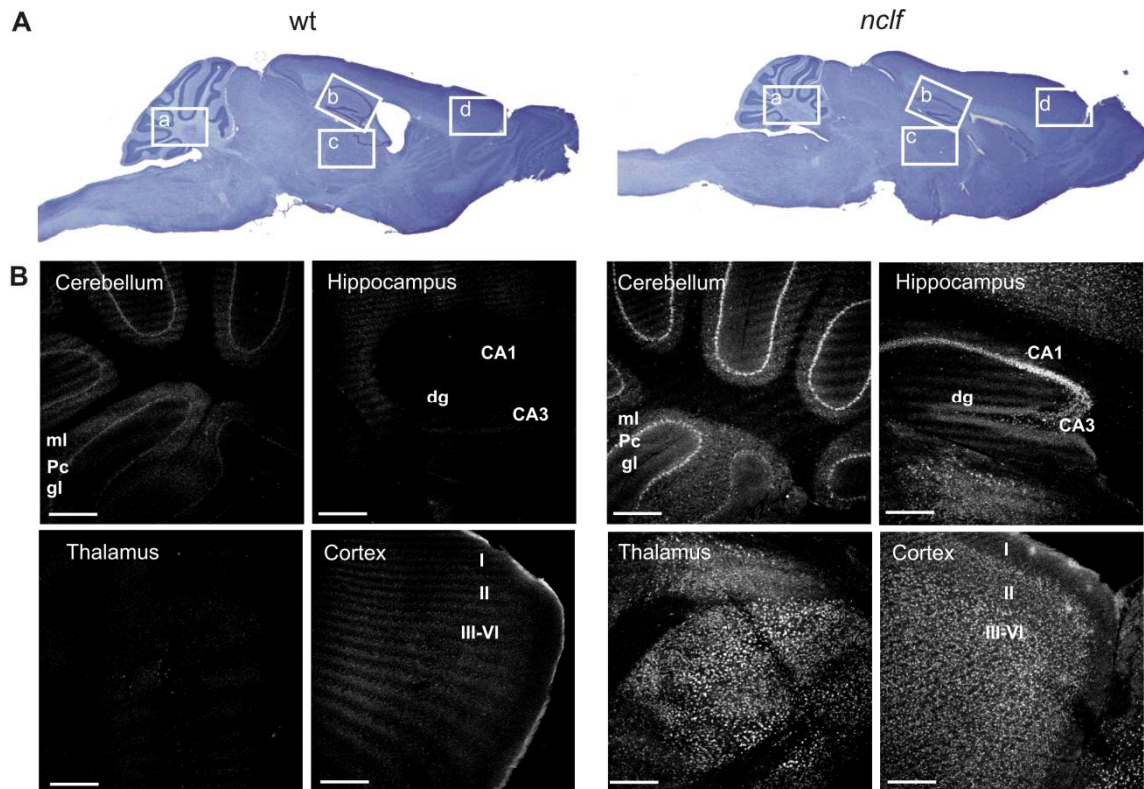 A
wt
nclf
a
b
c
d
a
b
c
d
B
Cerebellum
ml
Pc
gl
Hippocampus
CA1
dg
CA3
Cerebellum
ml
Pc
gl
Hippocampus
CA1
dg
CA3
Thalamus
Cortex
I
II
III-VI
Thalamus
Cortex
I
II
III-VI